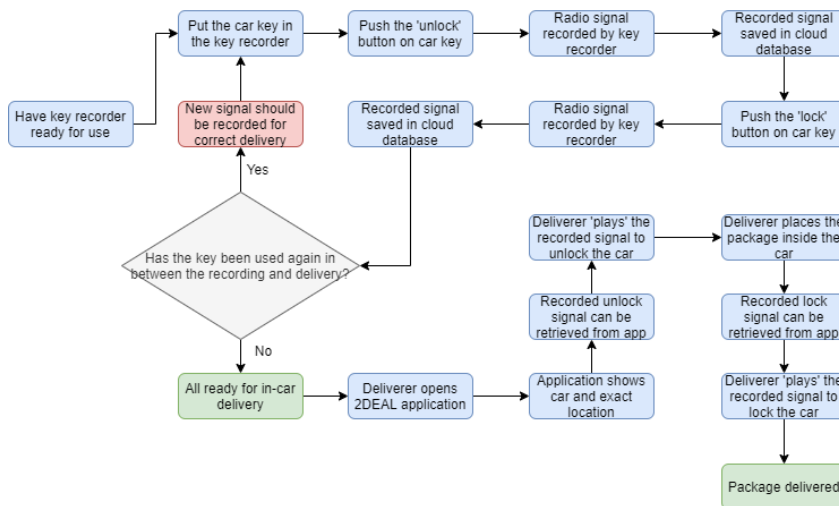 Put the car key in
the key recorder
Push the 'unlock'
button on car key
Radio signal
recorded by key
recorder
Recorded signal
saved in cloud
database
Have key recorder
ready for use
New signal should
be recorded for
correct delivery
Recorded signal
saved in cloud
database
Radio signal
recorded by key
recorder
Push the 'lock'
button on car key
Yes
Has the key been used again in
between the recording and delivery?
No
Deliverer 'plays' the
recorded signal to
unlock the car
Deliverer places the
package inside the
car
Recorded unlock
signal can be
retrieved from app
Recorded lock
signal can be
retrieved from app
All ready for in-car
delivery
Deliverer opens
2DEAL application
Application shows
car and exact
location
Deliverer 'plays' the
recorded signal to
lock the car
Package delivered